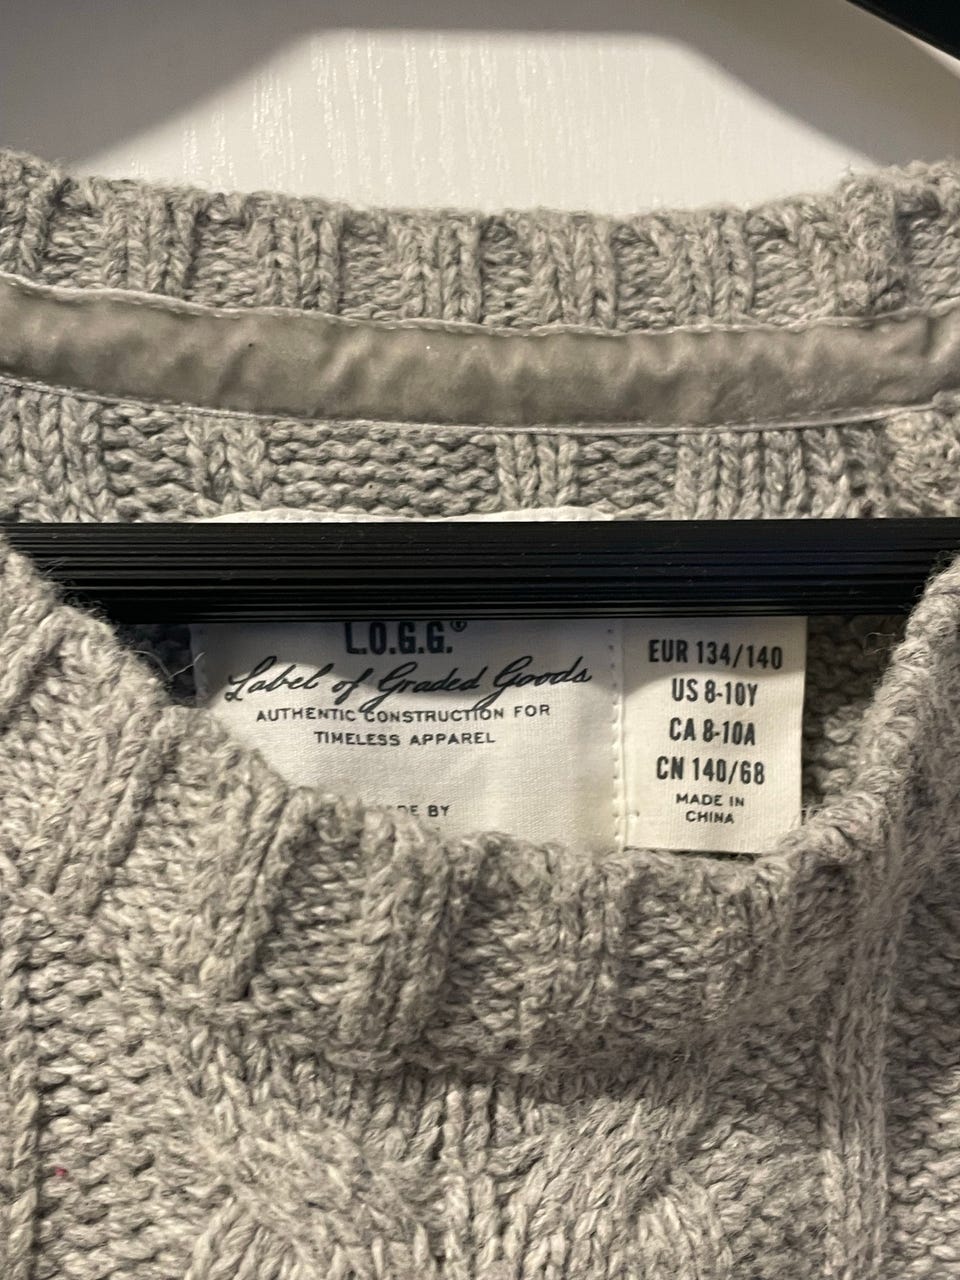 L.O.G.G.®
Label of Graded Goods
AUTHENTIC CONSTRUCTION FOR
TIMELESS APPAREL
BY
EUR 134/140
US 8-10Y
CA 8-10A
CN 140/68
MADE IN
CHINA